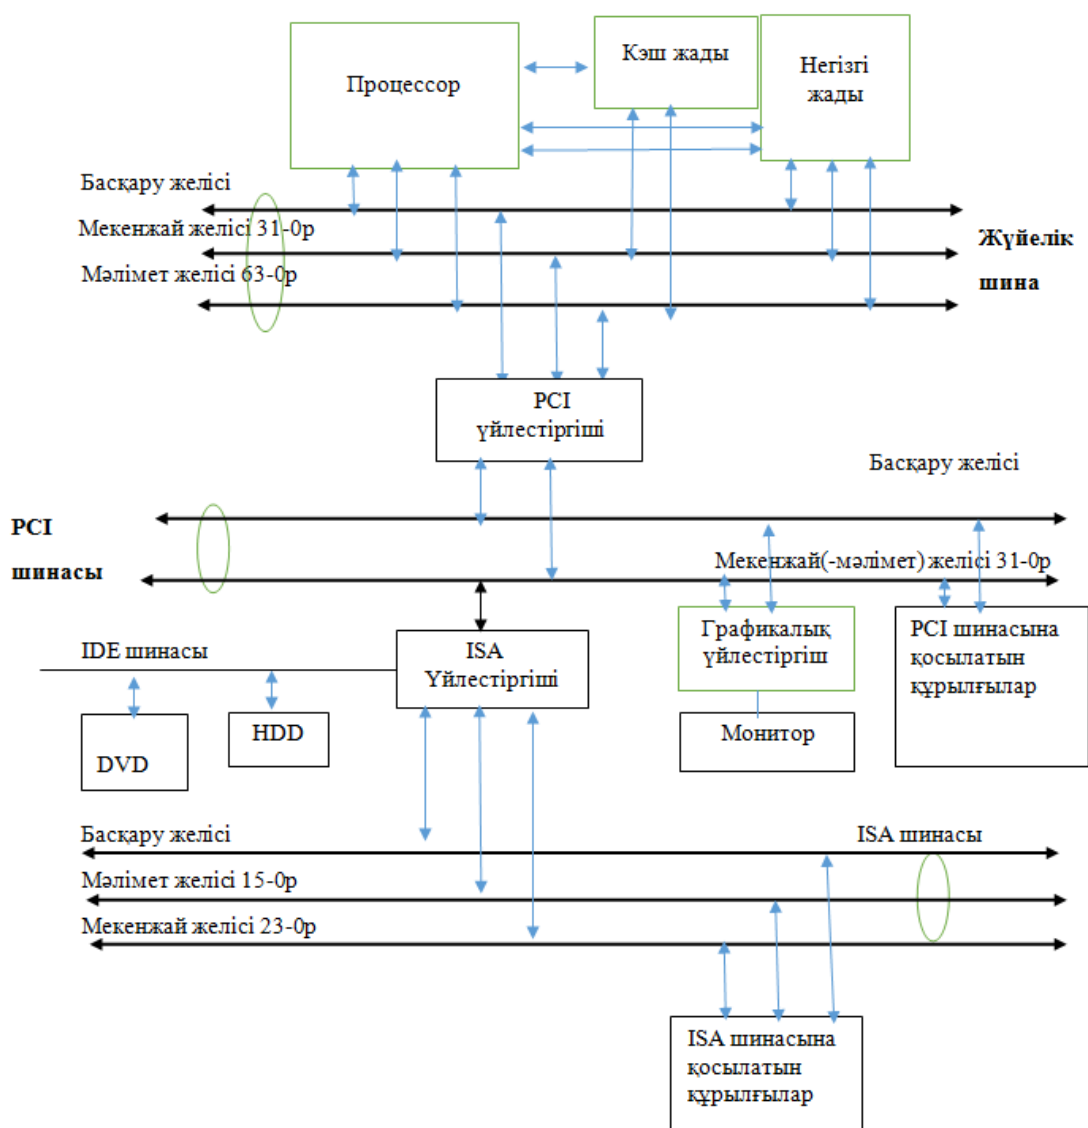 Процессор
Кэш жады
Негізгі
жады
Басқару желісі
Мекенжай желісі 31-0р
Мәлімет желісі 63-0р
Жүйелік
шина
PCI
үйлестіргіші
Басқару желісі
PCI
шинасы
Мекенжай(-мәлімет) желісі 31-0р
IDE шинасы
ISA
Үйлестіргіші
Графикалық
үйлестіргіш
PCI шинасына
қосылатын
құрылғылар
DVD
HDD
Монитор
Басқару желісі
ISA шинасы
Мәлімет желісі 15-0р
Мекенжай желісі 23-0р
ISA шинасына
қосылатын
құрылғылар